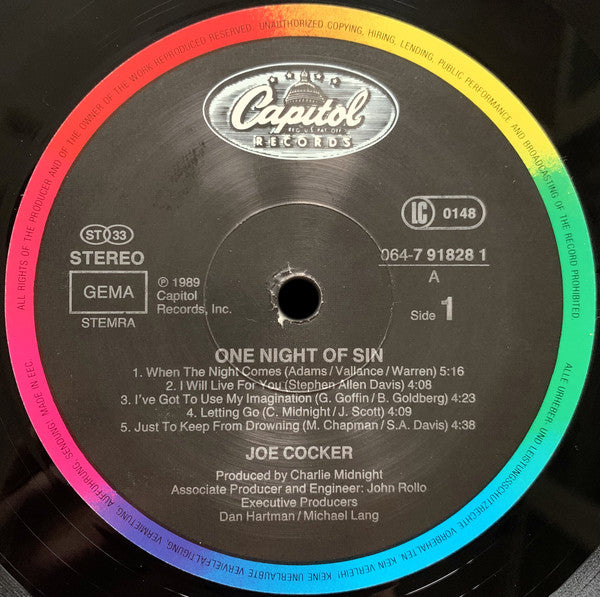 ALL RIGHTS OF THE PRODUCER AND OF THE OWNER OF THE WORK REPRODUCED RESERVED. UNAUTHORIZED COPYING, HIRING, LENDING, PUBLIC PERFORMANCE AND BROADCASTING OF THE RECORD PROHIBITED.
Capitol
REG. U.S. PAT. OFF.
RECORDS
ST 33
STEREO
GEMA
STEMRA
℗ 1989
Capitol
Records, Inc.
LC 0148
064-7 91828 1
A
Side 1
ONE NIGHT OF SIN
1. When The Night Comes (Adams/Vallance/Warren) 5:16
2. I Will Live For You (Stephen Allen Davis) 4:08
3. I've Got To Use My Imagination (G. Goffin/B. Goldberg) 4:23
4. Letting Go (C. Midnight/J. Scott) 4:09
5. Just To Keep From Drowning (M. Chapman/S.A. Davis) 4:38
JOE COCKER
Produced by Charlie Midnight
Associate Producer and Engineer: John Rollo
Executive Producers
Dan Hartman/Michael Lang
ALLE URHEBER- UND LEISTUNGSSCHUTZRECHTE VORBEHALTEN KEIN VERLEIH! KEINE UNERLAUBTE VERVIELFÄLTIGUNG, VERMIETUNG, AUFFÜHRUNG, SENDUNG! MADE IN EEC.